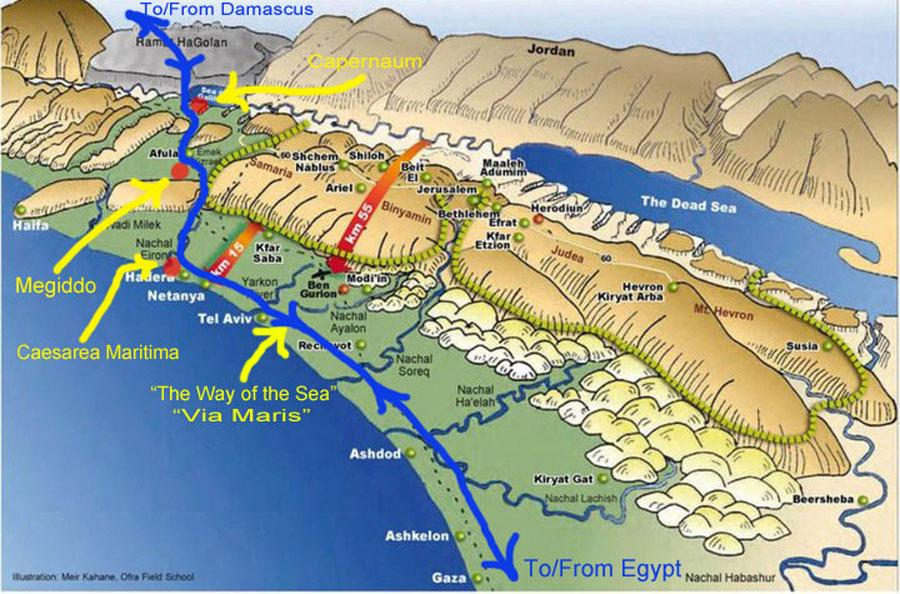 To/From Damascus
Ramat HaGolan
Jordan
Capernaum
Sea of
Galilee
Afula
Emek
Megiddo
Haifa
Wadi Milek
Nachal
Eiron
Hadera
Netanya
Caesarea Maritima
60
Shchem
Nablus
Shiloh
Samaria
Ariel
Beit
El
Jerusalem
Maaleh
Adumim
Binyamin
Bethlehem
Efrat
Herodiun
Kfar
Etzion
The Dead Sea
Judea
60
Hevron
Kiryat Arba
Mt. Hevron
Susia
km 15
km 55
Kfar
Saba
Yarkon
Ben
Gurion
Modi'in
Tel Aviv
Nachal
Ayalon
Nachal
Soreq
Nachal
Ha'elah
“The Way of the Sea”
“Via Maris”
Ashdod
Kiryat Gat
Nachal Lachish
Beersheba
Ashkelon
Gaza
To/From Egypt
Nachal Habashur
Illustration: Meir Kahane, Ofra Field School